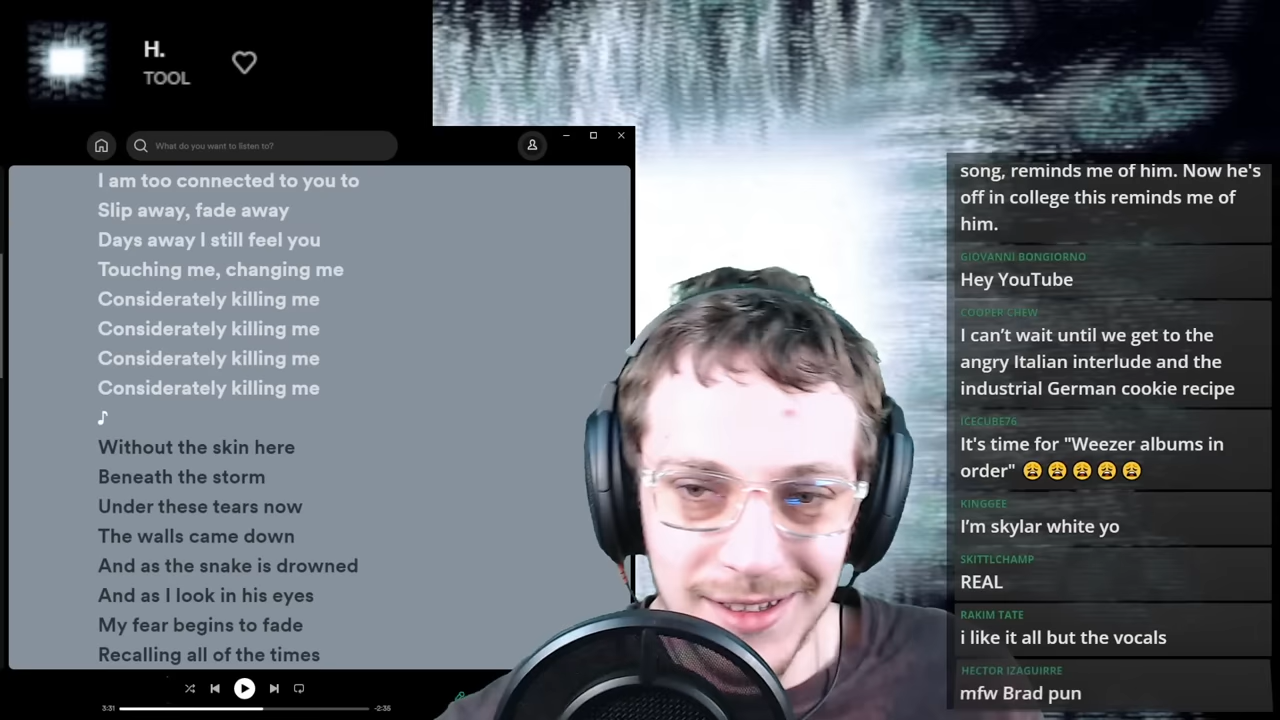 H.
TOOL
What do you want to listen to?
I am too connected to you to
Slip away, fade away
Days away I still feel you
Touching me, changing me
Considerately killing me
Considerately killing me
Considerately killing me
Considerately killing me
♪
Without the skin here
Beneath the storm
Under these tears now
The walls came down
And as the snake is drowned
And as I look in his eyes
My fear begins to fade
Recalling all of the times
3:31
-2:36
song, reminds me of him. Now he's
off in college this reminds me of
him.
GIOVANNI BONGIORNO
Hey YouTube
COOPER CHEW
I can’t wait until we get to the
angry Italian interlude and the
industrial German cookie recipe
ICECUBE76
It's time for "Weezer albums in
order" 😩😩😩😩😩
KINGGEE
I’m skylar white yo
SKITTLCHAMP
REAL
RAKIM TATE
i like it all but the vocals
HECTOR IZAGUIRRE
mfw Brad pun